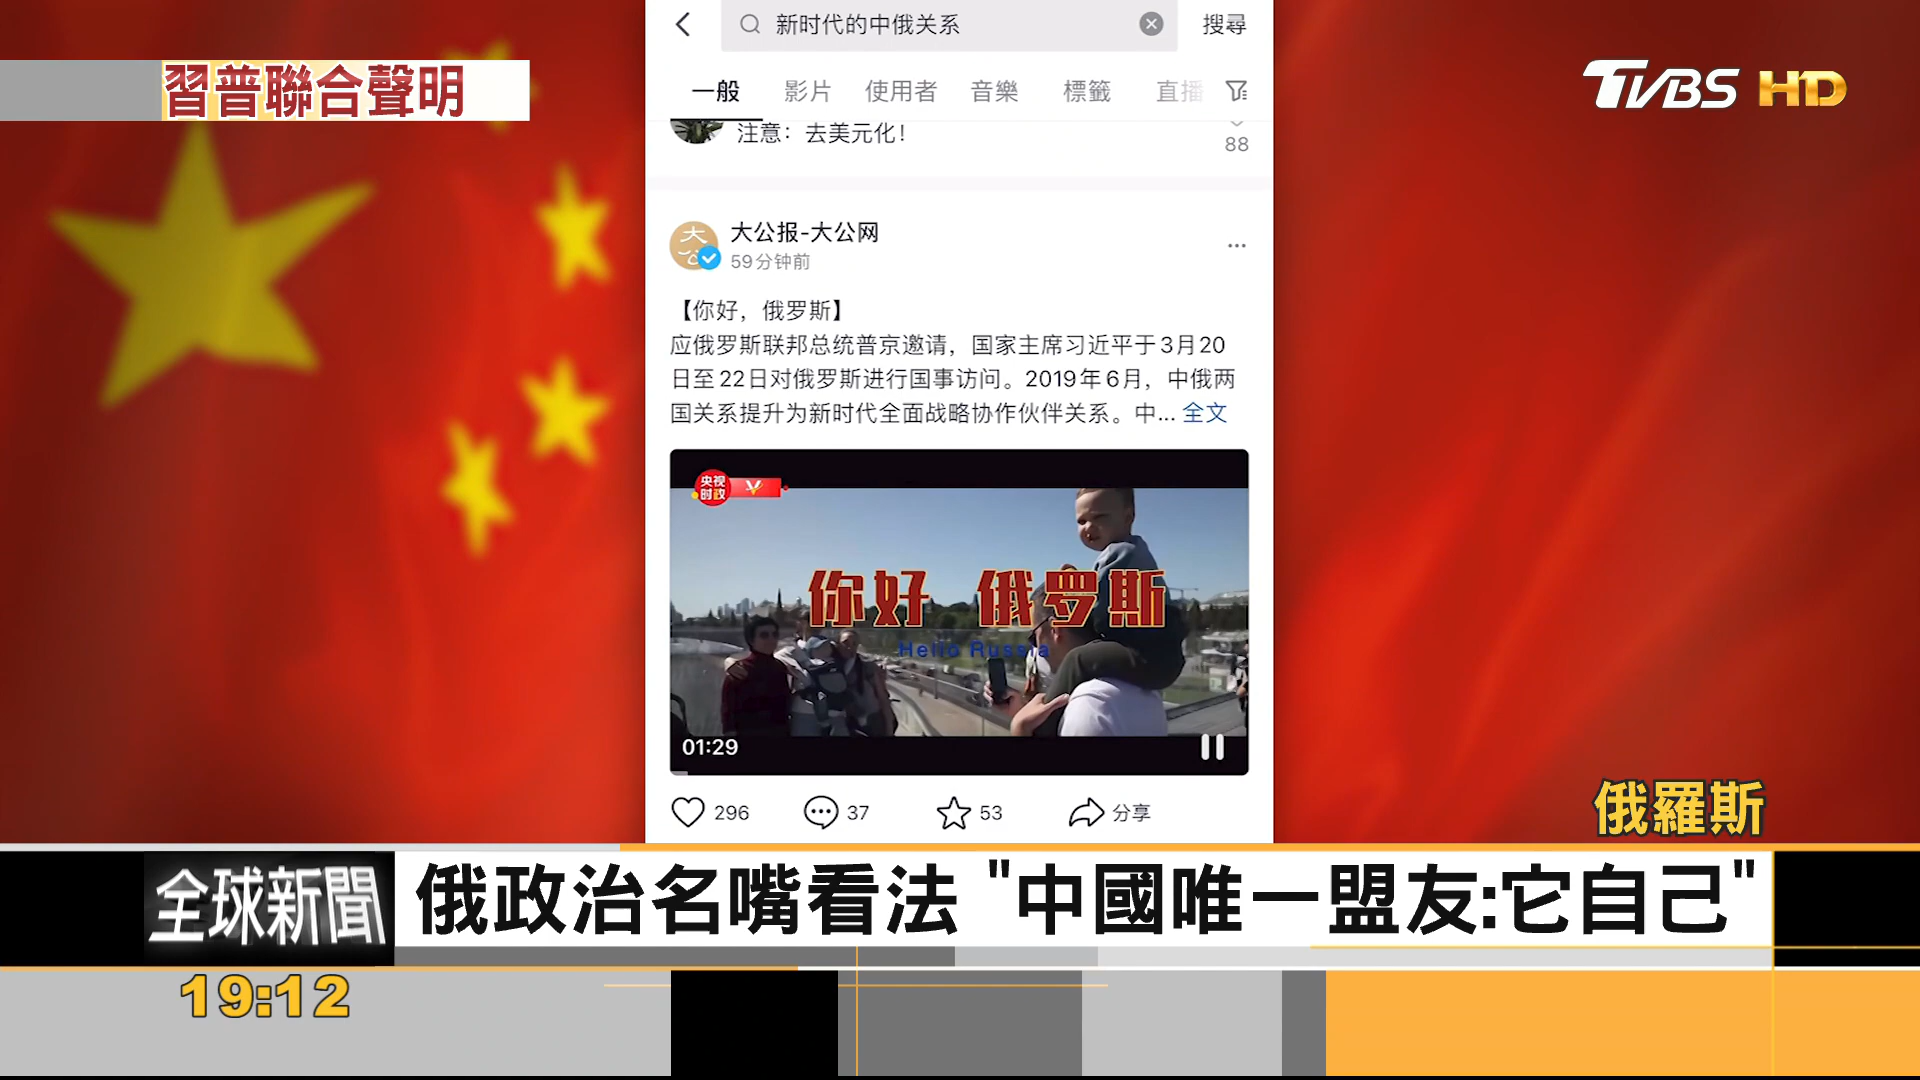 新时代的中俄关系
搜尋
習普聯合聲明
TVBS HD
一般 影片 使用者 音樂 標籤 直播
注意：去美元化！
88
大公报-大公网
59分钟前
【你好，俄罗斯】
应俄罗斯联邦总统普京邀请，国家主席习近平于3月20
日至22日对俄罗斯进行国事访问。2019年6月，中俄两
国关系提升为新时代全面战略协作伙伴关系。中... 全文
央视
时政
你好 俄罗斯
Hello Russia
01:29
296 37 53 分享
俄羅斯
全球新聞
俄政治名嘴看法 "中國唯一盟友:它自己"
19:12